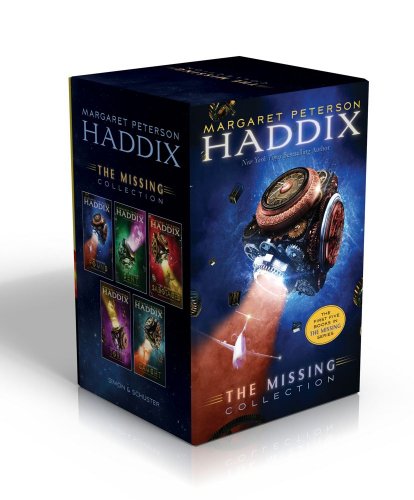 MARGARET PETERSON
HADDIX
THE MISSING
COLLECTION
HADDIX
HADDIX
HADDIX
SENT
HADDIX
HADDIX
SIMON & SCHUSTER
MARGARET PETERSON
HADDIX
New York Times Bestselling Author
THE
FIRST FIVE
BOOKS IN
THE MISSING
SERIES
THE MISSING
COLLECTION